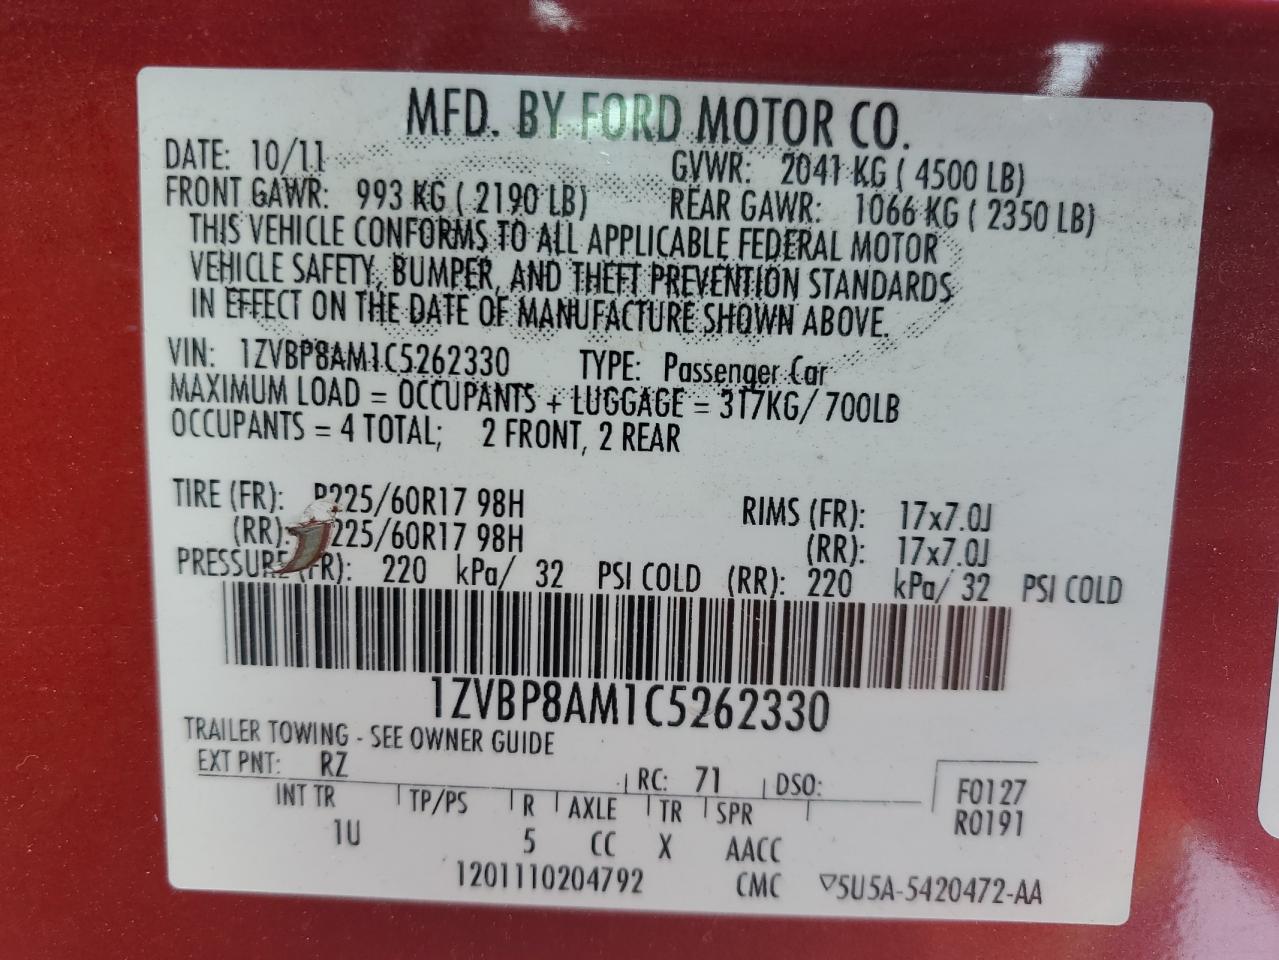 MFD. BY FORD MOTOR CO.
DATE: 10/11 GVWR: 2041 KG ( 4500 LB)
FRONT GAWR: 993 KG ( 2190 LB) REAR GAWR: 1066 KG ( 2350 LB)
THIS VEHICLE CONFORMS TO ALL APPLICABLE FEDERAL MOTOR
VEHICLE SAFETY, BUMPER, AND THEFT PREVENTION STANDARDS
IN EFFECT ON THE DATE OF MANUFACTURE SHOWN ABOVE.
VIN: 1ZVBP8AM1C5262330 TYPE: Passenger Car
MAXIMUM LOAD = OCCUPANTS + LUGGAGE = 317KG/ 700LB
OCCUPANTS = 4 TOTAL; 2 FRONT, 2 REAR
TIRE (FR): P225/60R17 98H RIMS (FR): 17x7.0J
(RR): 225/60R17 98H (RR): 17x7.0J
PRESSURE (FR): 220 kPa/ 32 PSI COLD (RR): 220 kPa/ 32 PSI COLD
1ZVBP8AM1C5262330
TRAILER TOWING - SEE OWNER GUIDE
EXT PNT: RZ RC: 71 DSO: F0127
INT TR TP/PS R AXLE TR SPR R0191
1U 5 CC X AACC
1201110204792 CMC ▽5U5A-5420472-AA